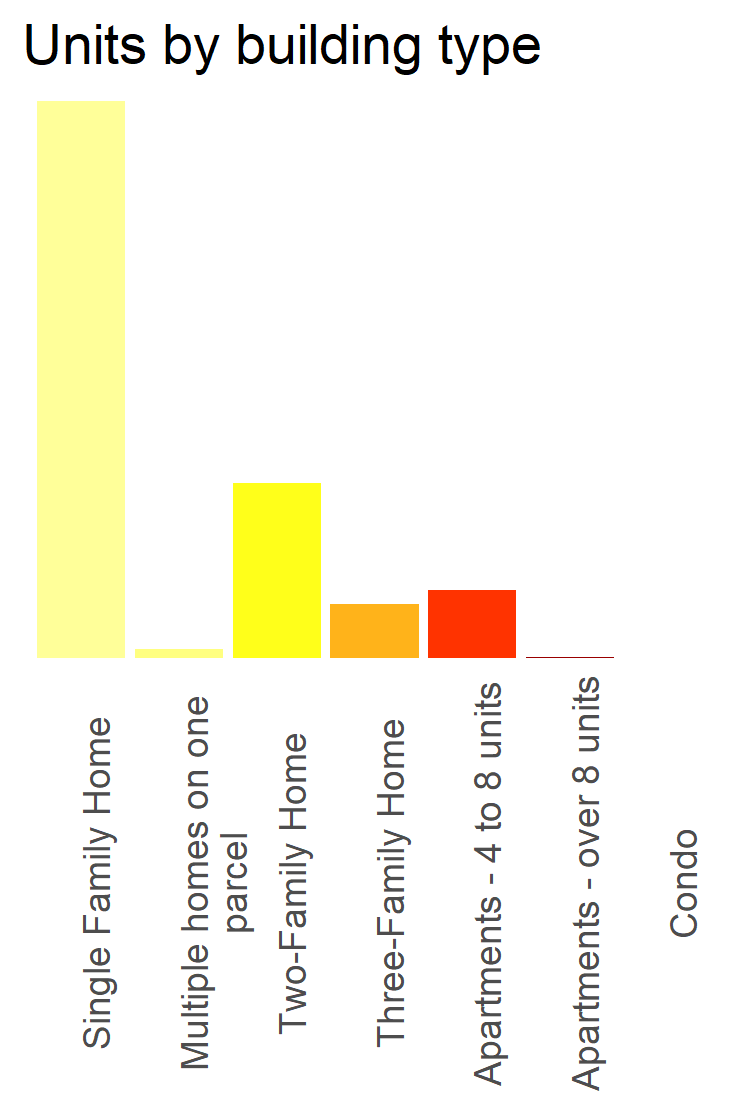 Units by building type
Single Family Home
Multiple homes on one
parcel
Two-Family Home
Three-Family Home
Apartments - 4 to 8 units
Apartments - over 8 units
Condo